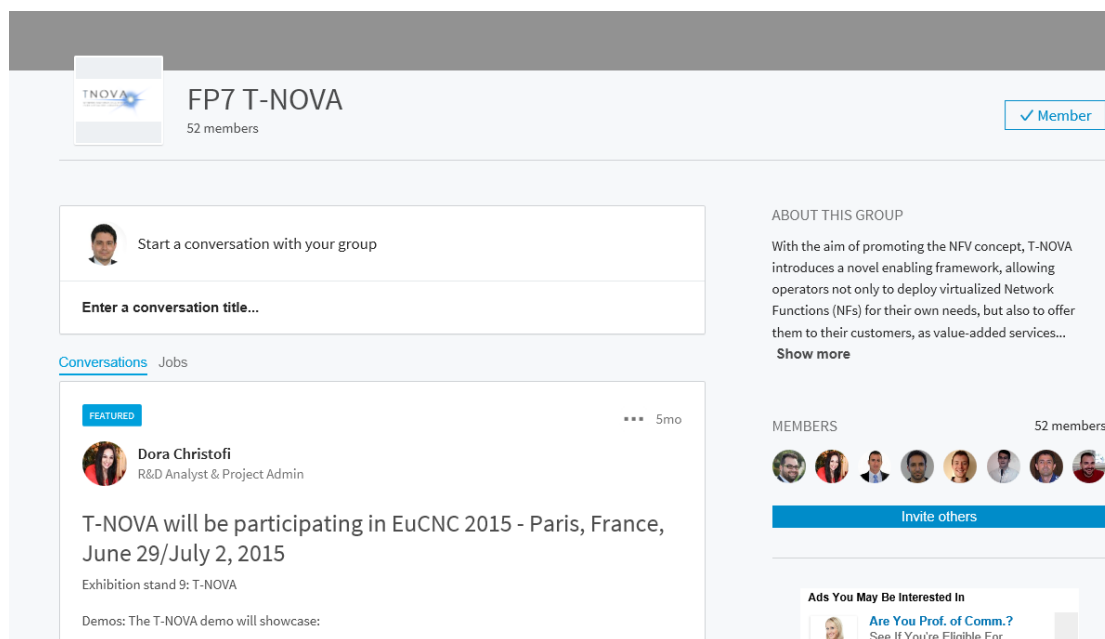 TNOVA
FP7 T-NOVA
52 members
✓ Member
Start a conversation with your group
Enter a conversation title...
Conversations Jobs
FEATURED
5mo
Dora Christofi
R&D Analyst & Project Admin
T-NOVA will be participating in EuCNC 2015 - Paris, France,
June 29/July 2, 2015
Exhibition stand 9: T-NOVA
Demos: The T-NOVA demo will showcase:
ABOUT THIS GROUP
With the aim of promoting the NFV concept, T-NOVA
introduces a novel enabling framework, allowing
operators not only to deploy virtualized Network
Functions (NFs) for their own needs, but also to offer
them to their customers, as value-added services...
Show more
MEMBERS 52 members
Invite others
Ads You May Be Interested In
Are You Prof. of Comm.?
See If You're Eligible For